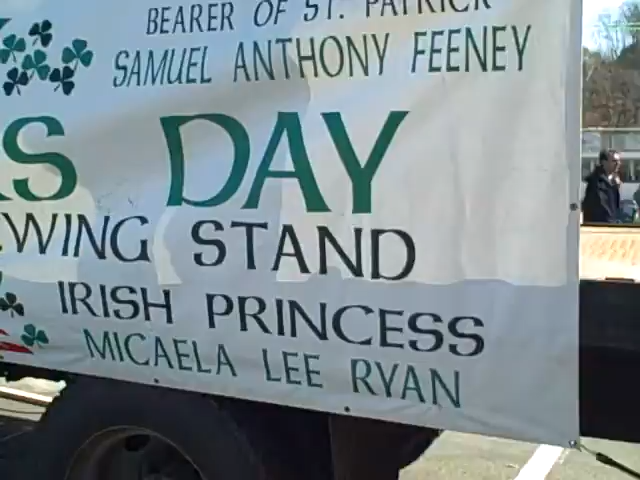 BEARER OF ST. PATRICK
SAMUEL ANTHONY FEENEY
S DAY
EWING STAND
IRISH PRINCESS
MICAELA LEE RYAN